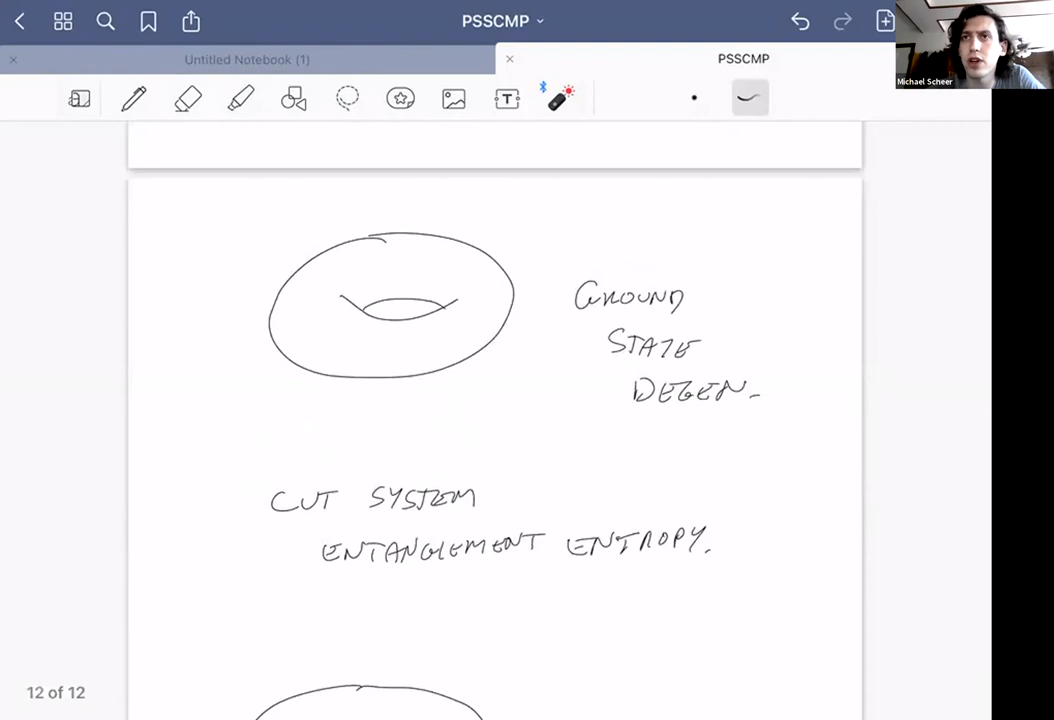 PSSCMP
Untitled Notebook (1)
PSSCMP
T
Michael Scheer
GROUND
STATE
DEGEN.
CUT SYSTEM
ENTANGLEMENT ENTROPY.
12 of 12